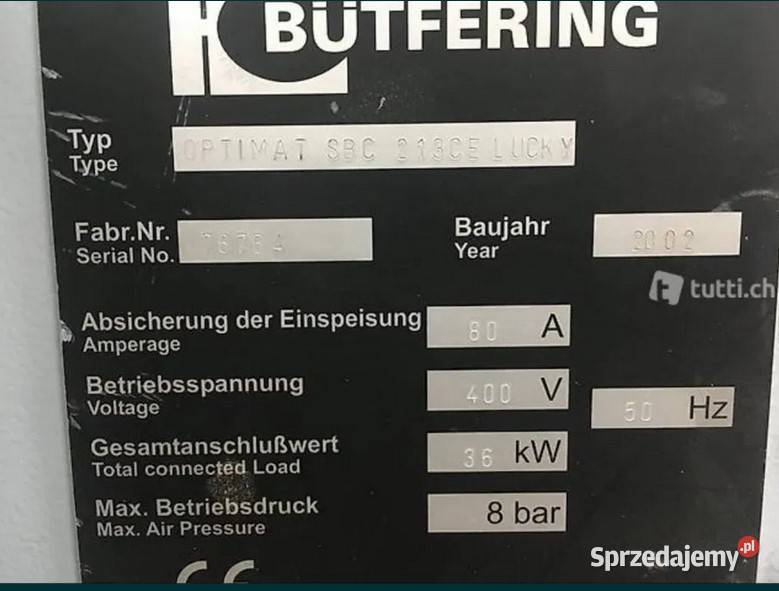 BÜTFERING
Typ
Type
OPTIMAT SBC 213CE LUCKY
Fabr.Nr.
Serial No.
Baujahr
Year
2002
tutti.ch
Absicherung der Einspeisung
Amperage
80 A
Betriebsspannung
Voltage
400 V
50 Hz
Gesamtanschlußwert
Total connected Load
36 kW
Max. Betriebsdruck
Max. Air Pressure
8 bar
CE
Sprzedajemy.pl